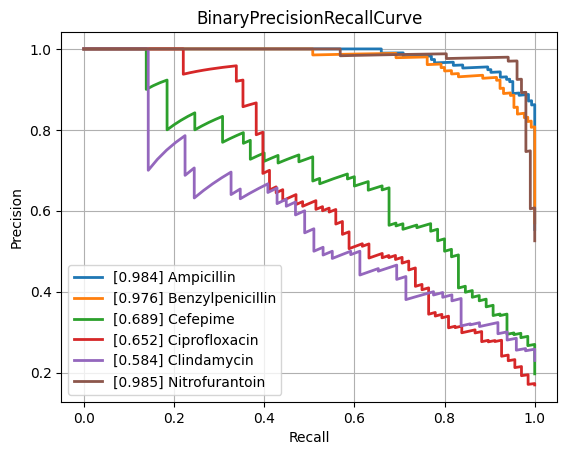 BinaryPrecisionRecallCurve
Precision
1.0
0.8
0.6
0.4
0.2
[0.984] Ampicillin
[0.976] Benzylpenicillin
[0.689] Cefepime
[0.652] Ciprofloxacin
[0.584] Clindamycin
[0.985] Nitrofurantoin
0.0 0.2 0.4 0.6 0.8 1.0
Recall